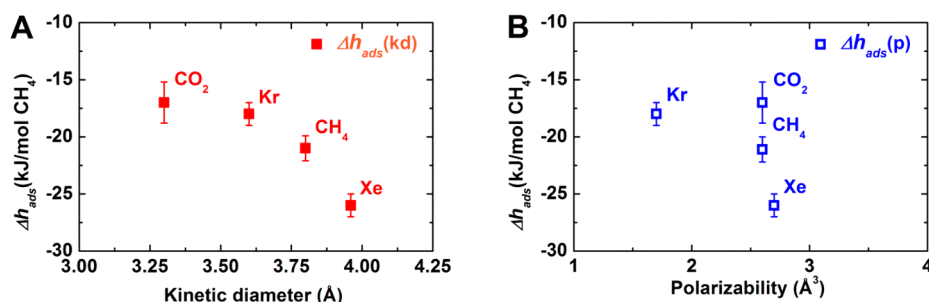 A
Δh_ads(kd)
CO₂
Kr
CH₄
Xe
-10
-15
-20
-25
-30
3.00 3.25 3.50 3.75 4.00 4.25
Kinetic diameter (Å)
Δh_ads(kJ/mol CH₄)
B
Δh_ads(p)
CO₂
Kr
CH₄
Xe
-10
-15
-20
-25
-30
1 2 3 4
Polarizability (Å³)
Δh_ads(kJ/mol CH₄)